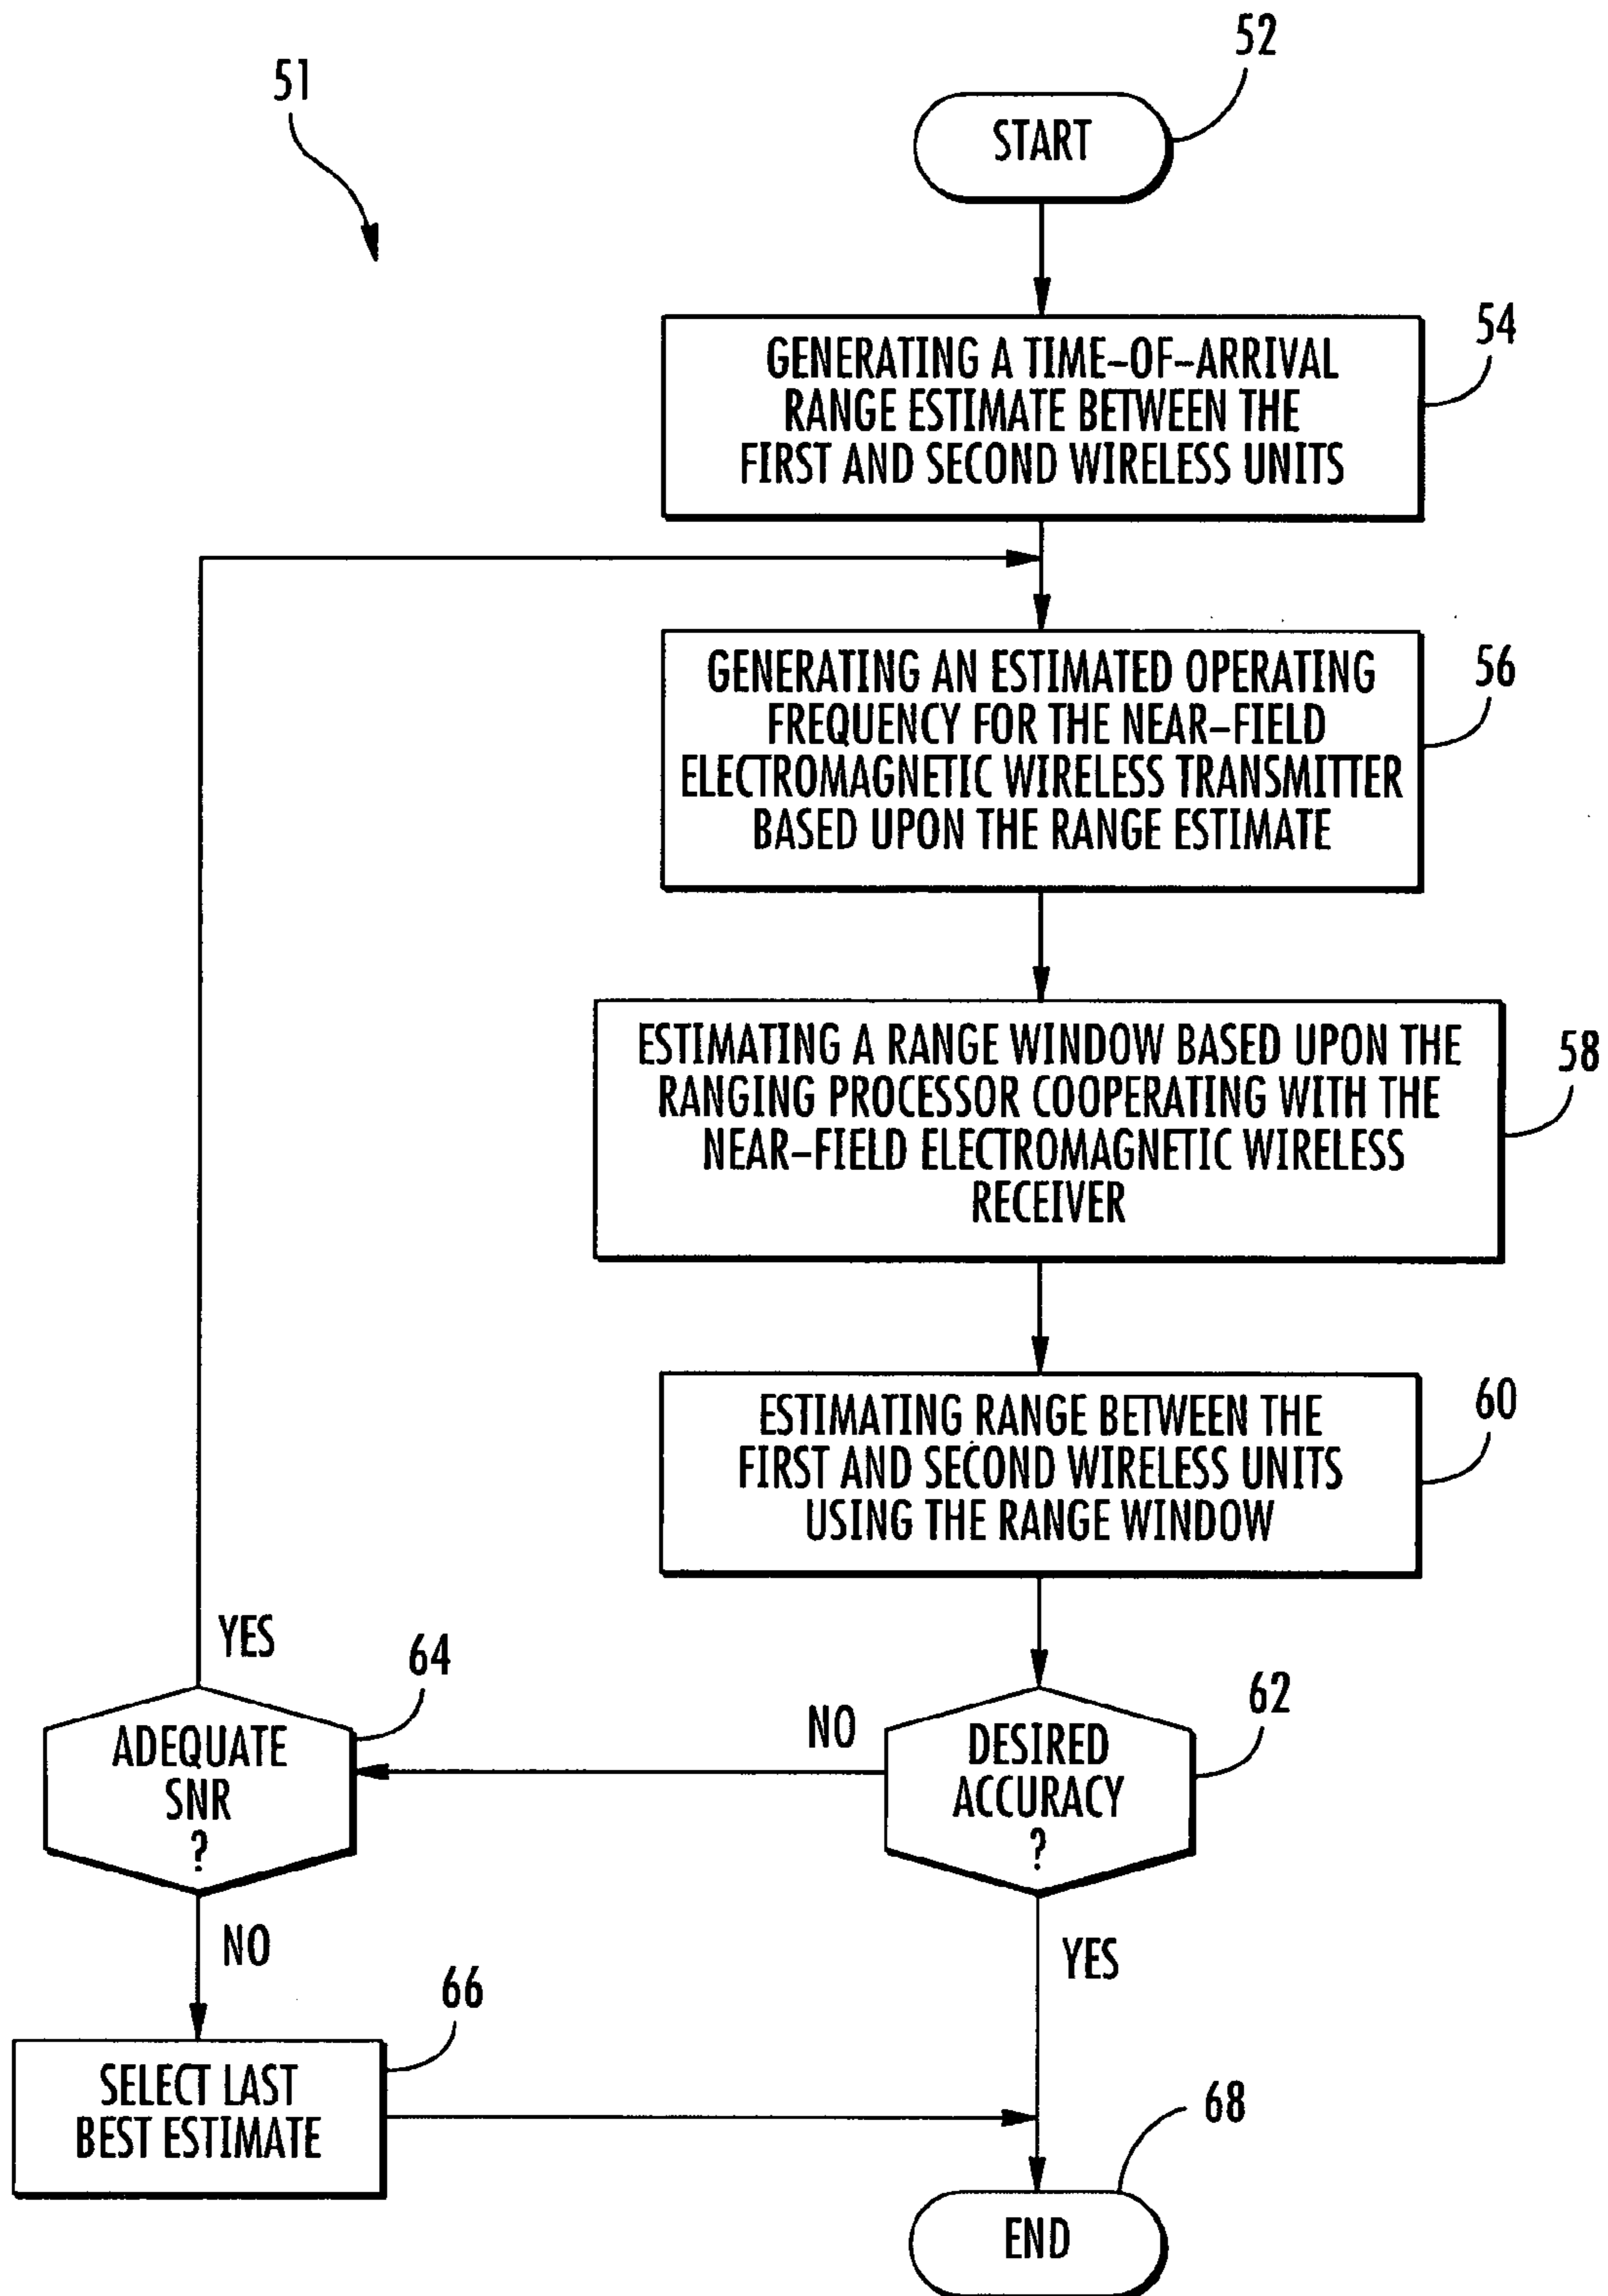 52
51
START
54
GENERATING A TIME-OF-ARRIVAL
RANGE ESTIMATE BETWEEN THE
FIRST AND SECOND WIRELESS UNITS
56
GENERATING AN ESTIMATED OPERATING
FREQUENCY FOR THE NEAR-FIELD
ELECTROMAGNETIC WIRELESS TRANSMITTER
BASED UPON THE RANGE ESTIMATE
58
ESTIMATING A RANGE WINDOW BASED UPON THE
RANGING PROCESSOR COOPERATING WITH THE
NEAR-FIELD ELECTROMAGNETIC WIRELESS
RECEIVER
60
ESTIMATING RANGE BETWEEN THE
FIRST AND SECOND WIRELESS UNITS
USING THE RANGE WINDOW
YES
64
62
NO
ADEQUATE
SNR
?
DESIRED
ACCURACY
?
NO
YES
66
SELECT LAST
BEST ESTIMATE
68
END